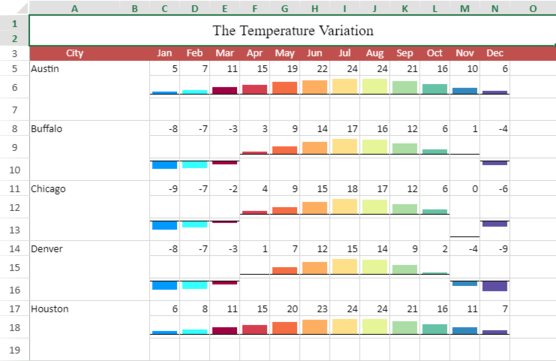 A B C D E F G H I J K L M N O
1
The Temperature Variation
2
3 City Jan Feb Mar Apr May Jun Jul Aug Sep Oct Nov Dec
5 Austin 5 7 11 15 19 22 24 24 21 16 10 6
6
7
8 Buffalo -8 -7 -3 3 9 14 17 16 12 6 1 -4
9
10
11 Chicago -9 -7 -2 4 9 15 18 17 12 6 0 -6
12
13
14 Denver -8 -7 -3 1 7 12 15 14 9 2 -4 -9
15
16
17 Houston 6 8 11 15 20 23 24 24 21 16 11 7
18
19